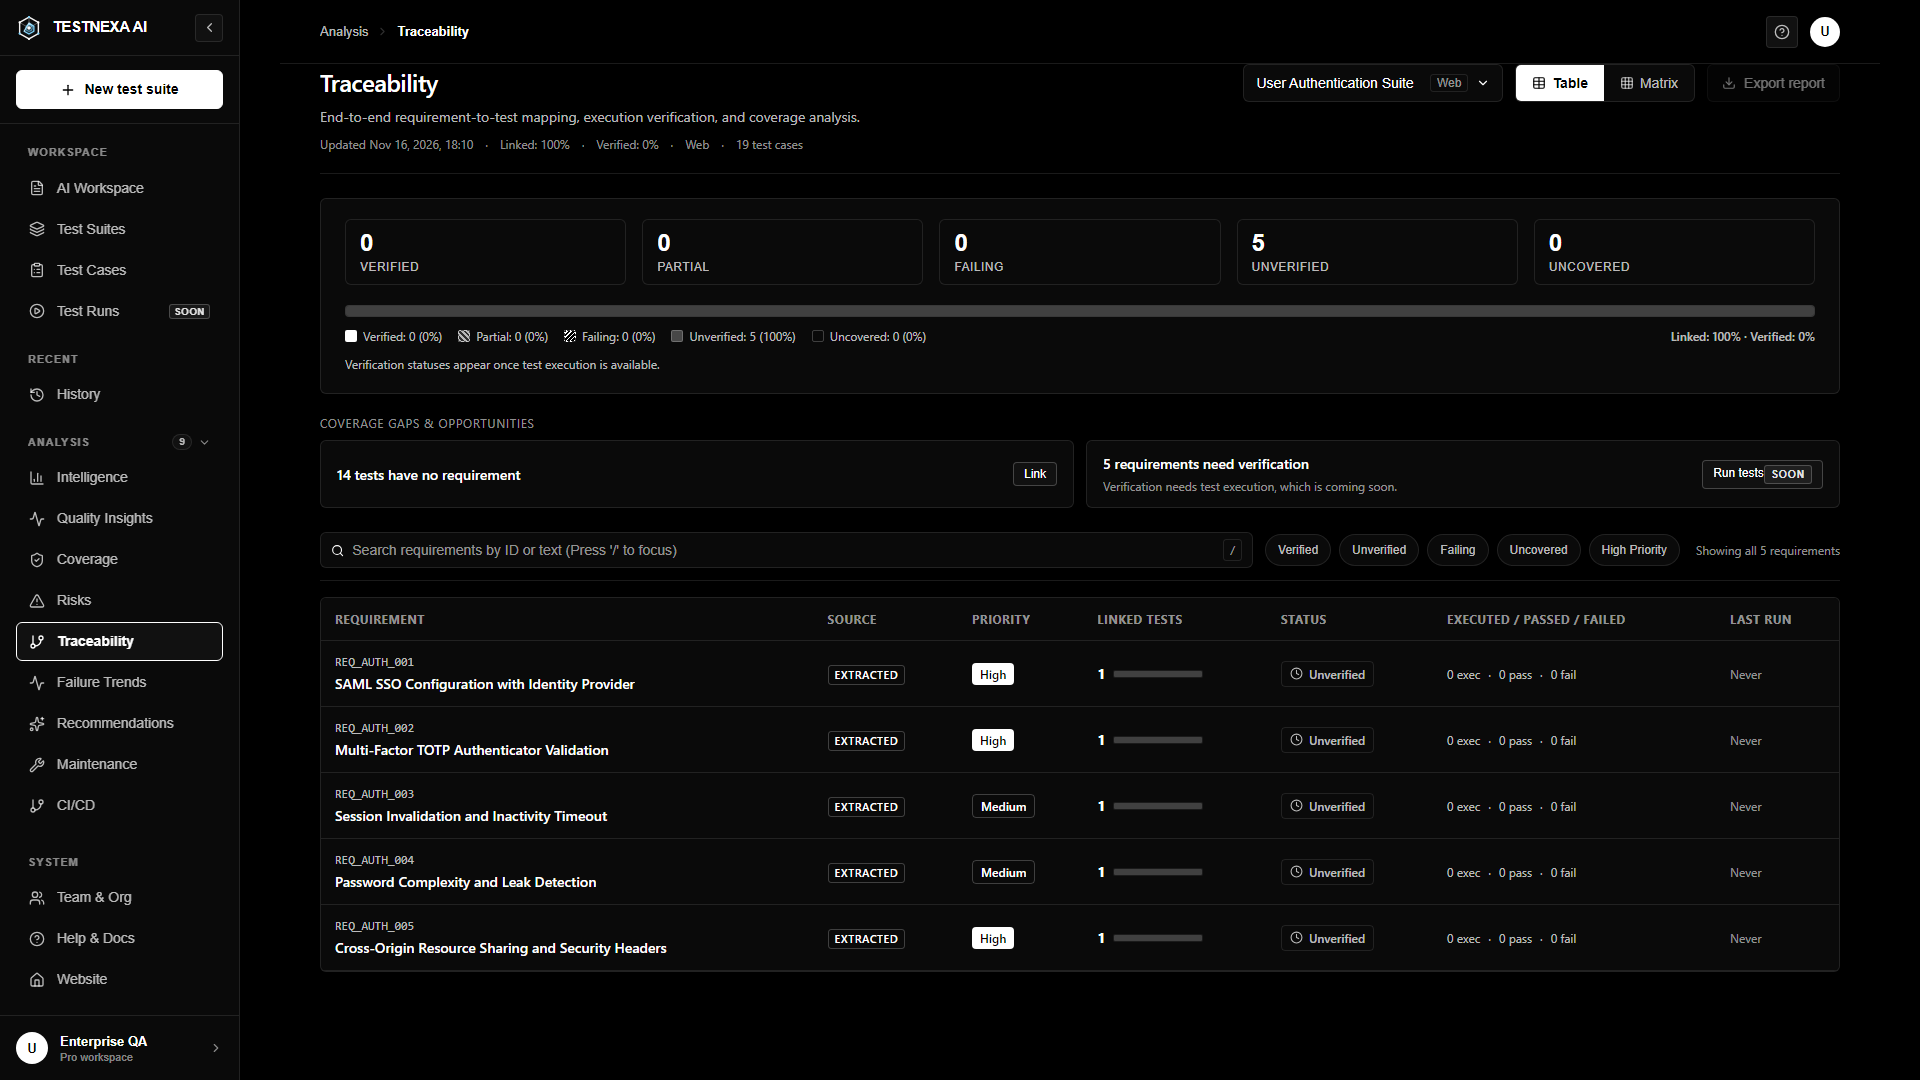 TESTNEXA AI
New test suite
WORKSPACE
AI Workspace
Test Suites
Test Cases
Test Runs SOON
RECENT
History
ANALYSIS 9
Intelligence
Quality Insights
Coverage
Risks
Traceability
Failure Trends
Recommendations
Maintenance
CI/CD
SYSTEM
Team & Org
Help & Docs
Website
U
Enterprise QA
Pro workspace
Analysis Traceability
U
Traceability
User Authentication Suite Web
Table
Matrix
Export report
End-to-end requirement-to-test mapping, execution verification, and coverage analysis.
Updated Nov 16, 2026, 18:10 · Linked: 100% · Verified: 0% · Web · 19 test cases
0
VERIFIED
0
PARTIAL
0
FAILING
5
UNVERIFIED
0
UNCOVERED
Verified: 0 (0%) Partial: 0 (0%) Failing: 0 (0%) Unverified: 5 (100%) Uncovered: 0 (0%) Linked: 100% · Verified: 0%
Verification statuses appear once test execution is available.
COVERAGE GAPS & OPPORTUNITIES
14 tests have no requirement
Link
5 requirements need verification
Verification needs test execution, which is coming soon.
Run tests SOON
Search requirements by ID or text (Press '/' to focus) /
Verified Unverified Failing Uncovered High Priority Showing all 5 requirements
REQUIREMENT SOURCE PRIORITY LINKED TESTS STATUS EXECUTED / PASSED / FAILED LAST RUN
REQ_AUTH_001
SAML SSO Configuration with Identity Provider
EXTRACTED High 1 Unverified 0 exec · 0 pass · 0 fail Never
REQ_AUTH_002
Multi-Factor TOTP Authenticator Validation
EXTRACTED High 1 Unverified 0 exec · 0 pass · 0 fail Never
REQ_AUTH_003
Session Invalidation and Inactivity Timeout
EXTRACTED Medium 1 Unverified 0 exec · 0 pass · 0 fail Never
REQ_AUTH_004
Password Complexity and Leak Detection
EXTRACTED Medium 1 Unverified 0 exec · 0 pass · 0 fail Never
REQ_AUTH_005
Cross-Origin Resource Sharing and Security Headers
EXTRACTED High 1 Unverified 0 exec · 0 pass · 0 fail Never